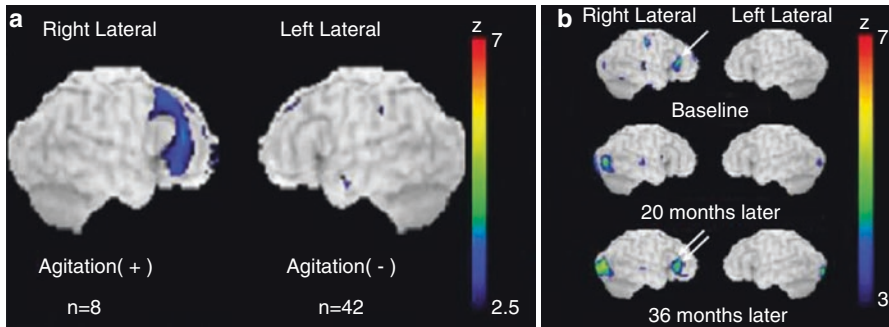 a
Right Lateral Left Lateral
z
7
Agitation( + ) Agitation( - )
n=8 n=42
2.5
b
Right Lateral Left Lateral
z
7
Baseline
20 months later
36 months later
3